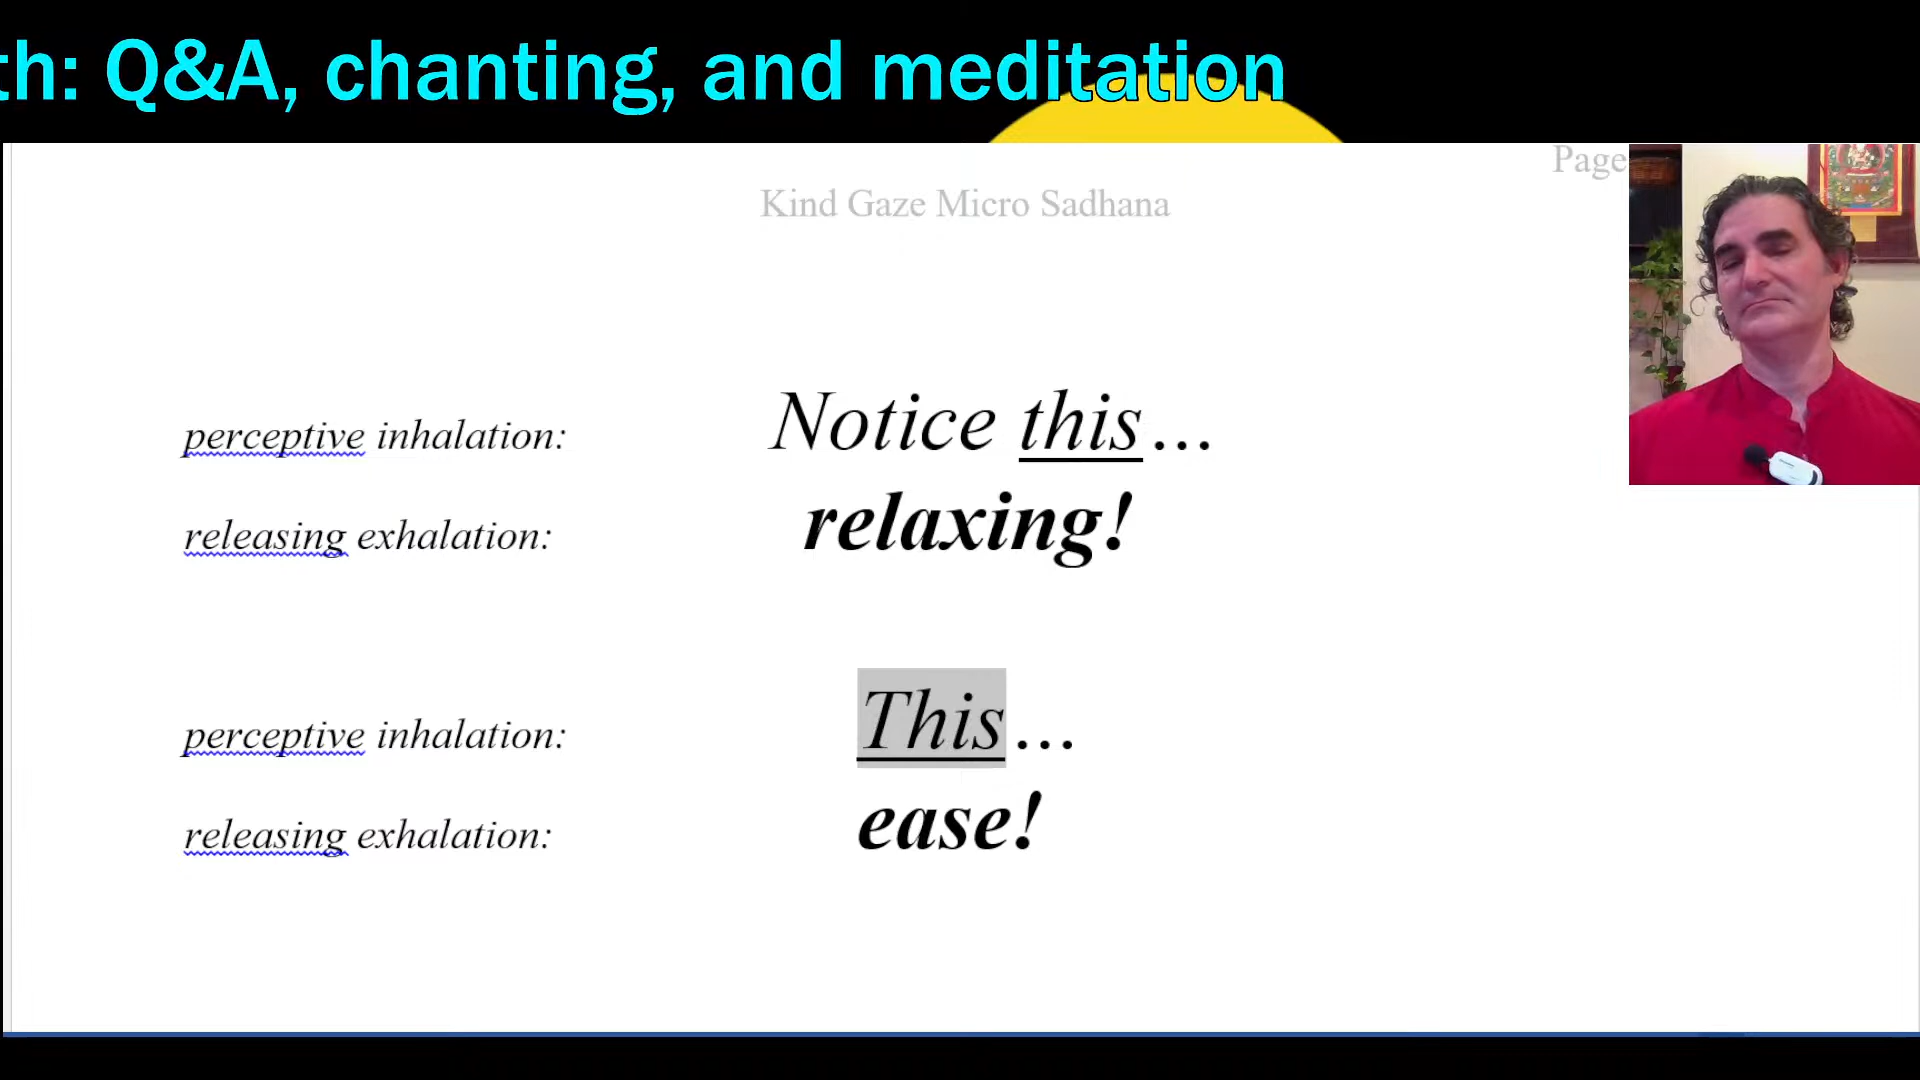 th: Q&A, chanting, and meditation
Page
Kind Gaze Micro Sadhana
perceptive inhalation: Notice this...
releasing exhalation: relaxing!
perceptive inhalation: This...
releasing exhalation: ease!